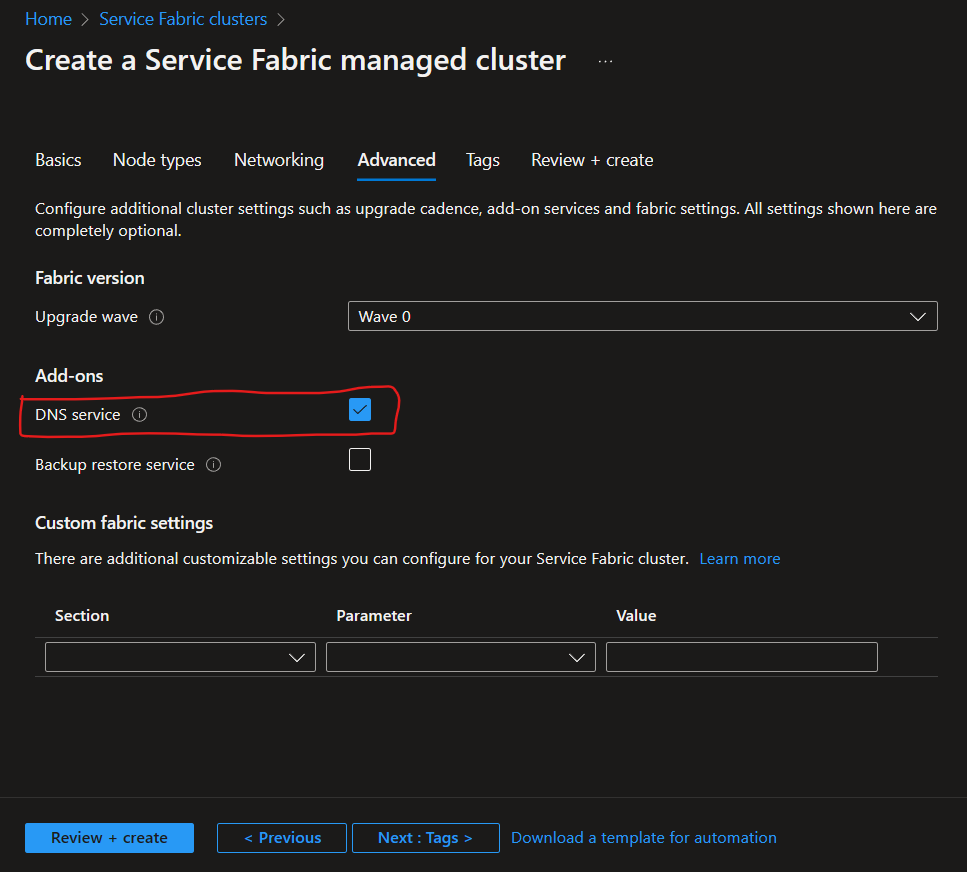 Home > Service Fabric clusters >
Create a Service Fabric managed cluster ...
Basics Node types Networking Advanced Tags Review + create
Configure additional cluster settings such as upgrade cadence, add-on services and fabric settings. All settings shown here are
completely optional.
Fabric version
Upgrade wave Wave 0
Add-ons
DNS service
Backup restore service
Custom fabric settings
There are additional customizable settings you can configure for your Service Fabric cluster. Learn more
Section Parameter Value
Review + create < Previous Next : Tags > Download a template for automation